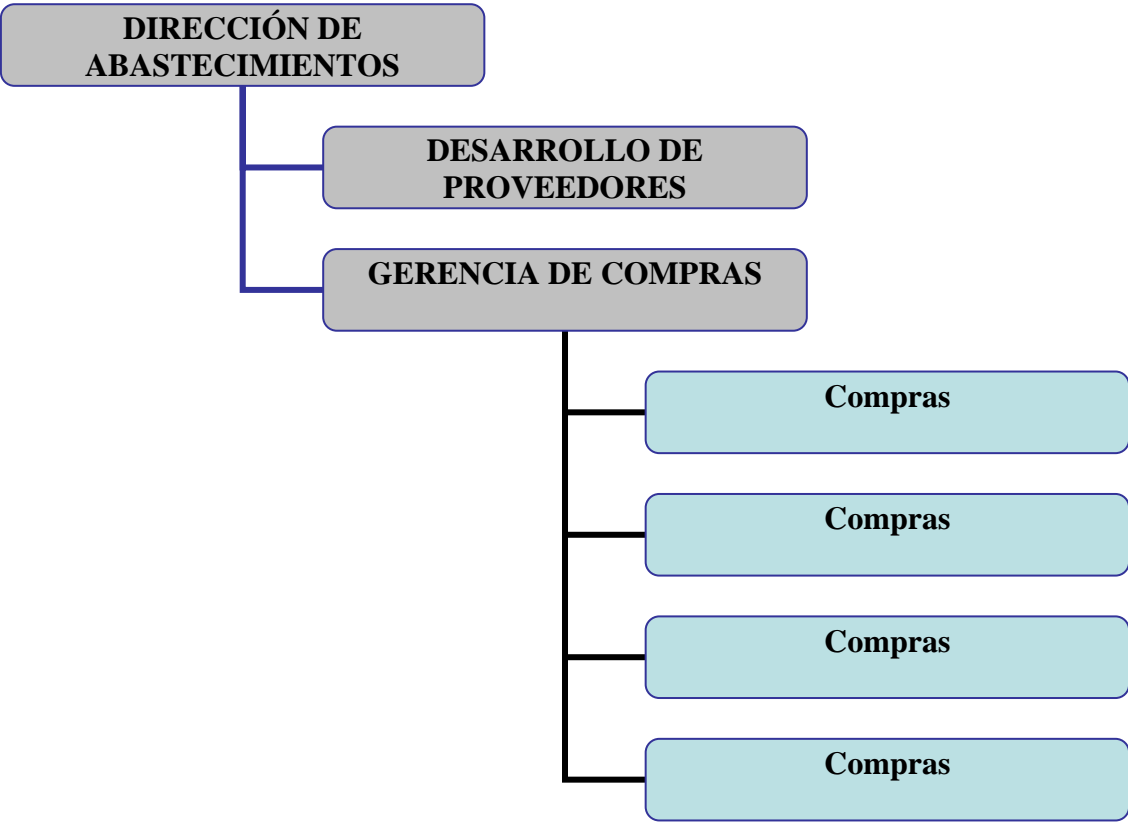 DIRECCIÓN DE
ABASTECIMIENTOS
DESARROLLO DE
PROVEEDORES
GERENCIA DE COMPRAS
Compras
Compras
Compras
Compras